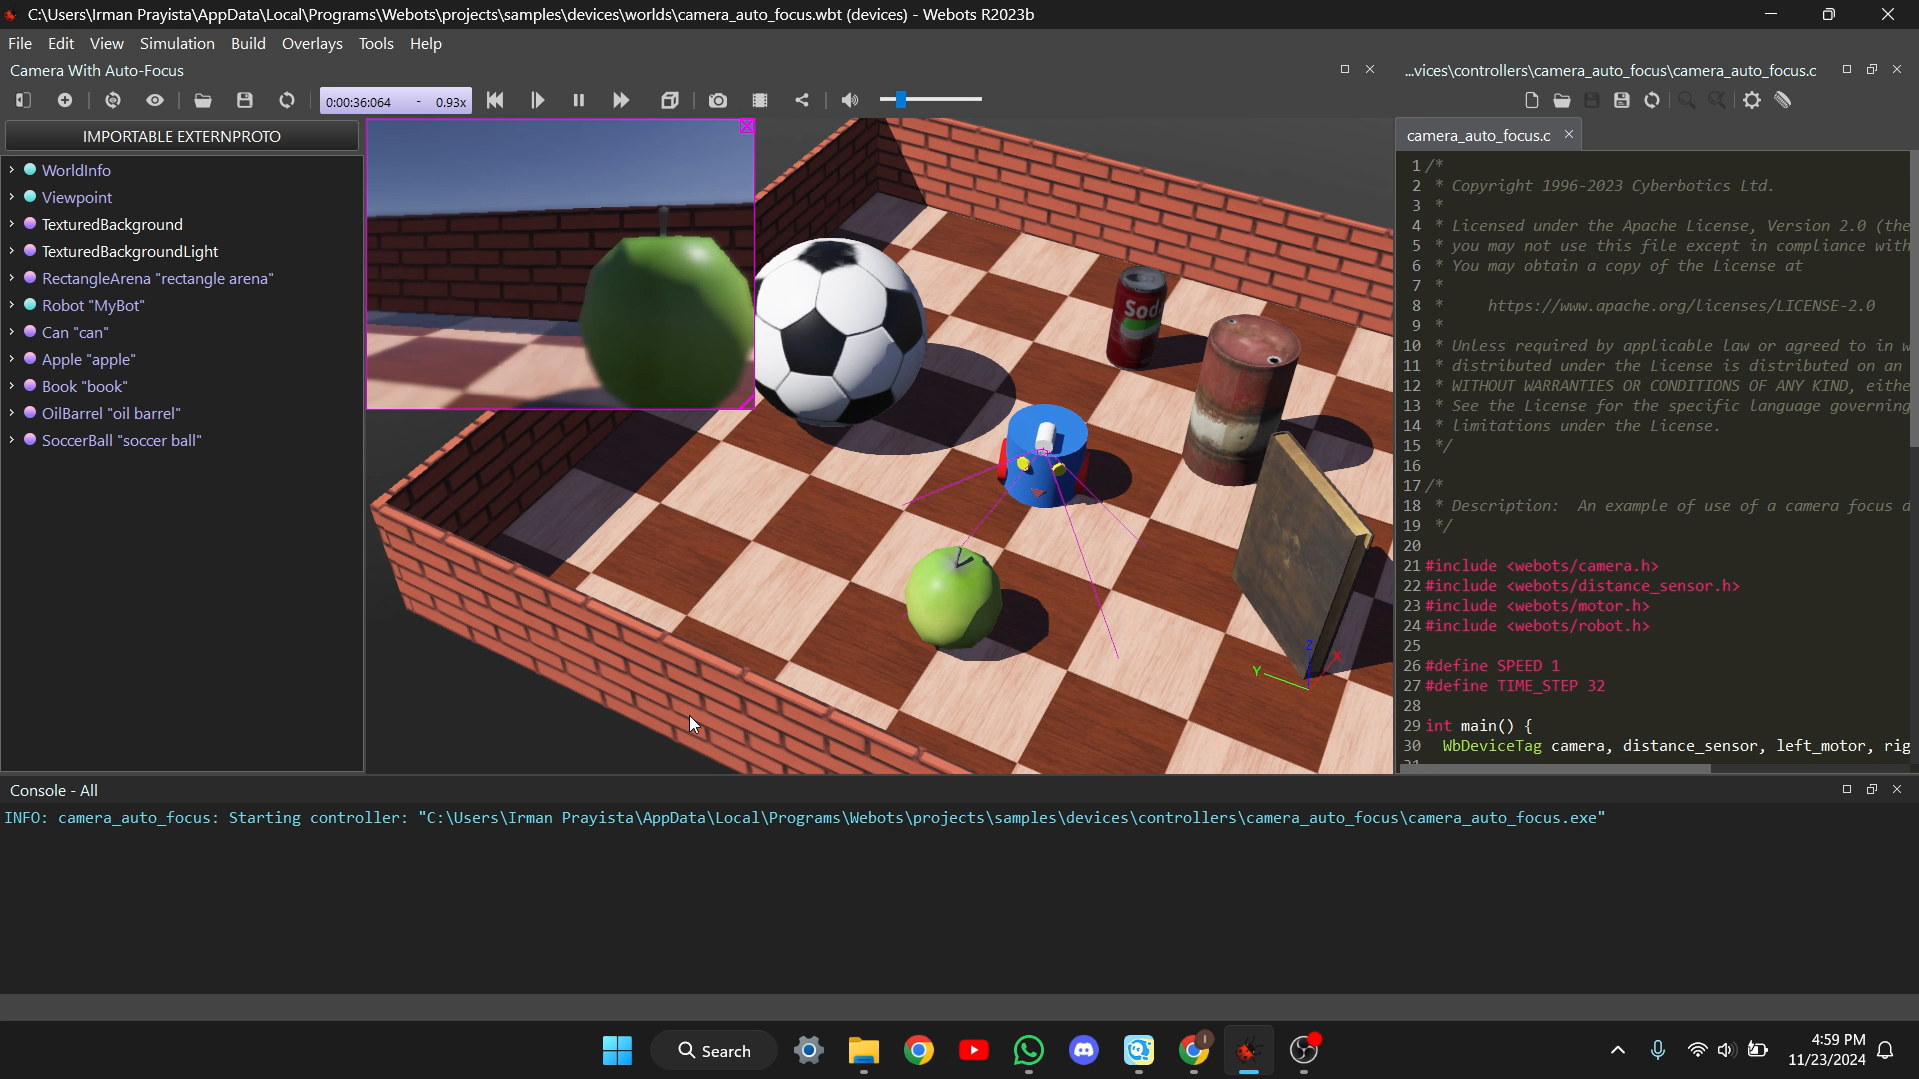 C:\Users\Irman Prayista\AppData\Local\Programs\Webots\projects\samples\devices\worlds\camera_auto_focus.wbt (devices) - Webots R2023b
File Edit View Simulation Build Overlays Tools Help
Camera With Auto-Focus
...vices\controllers\camera_auto_focus\camera_auto_focus.c
0:00:36:064 - 0.93x
IMPORTABLE EXTERNPROTO
WorldInfo
Viewpoint
TexturedBackground
TexturedBackgroundLight
RectangleArena "rectangle arena"
Robot "MyBot"
Can "can"
Apple "apple"
Book "book"
OilBarrel "oil barrel"
SoccerBall "soccer ball"
Soda
Z
X
Y
camera_auto_focus.c
1 /*
2 * Copyright 1996-2023 Cyberbotics Ltd.
3 *
4 * Licensed under the Apache License, Version 2.0 (the
5 * you may not use this file except in compliance with
6 * You may obtain a copy of the License at
7 *
8 * https://www.apache.org/licenses/LICENSE-2.0
9 *
10 * Unless required by applicable law or agreed to in w
11 * distributed under the License is distributed on an
12 * WITHOUT WARRANTIES OR CONDITIONS OF ANY KIND, eithe
13 * See the License for the specific language governing
14 * limitations under the License.
15 */
16
17 /*
18 * Description: An example of use of a camera focus d
19 */
20
21 #include <webots/camera.h>
22 #include <webots/distance_sensor.h>
23 #include <webots/motor.h>
24 #include <webots/robot.h>
25
26 #define SPEED 1
27 #define TIME_STEP 32
28
29 int main() {
30 WbDeviceTag camera, distance_sensor, left_motor, rig
Console - All
INFO: camera_auto_focus: Starting controller: "C:\Users\Irman Prayista\AppData\Local\Programs\Webots\projects\samples\devices\controllers\camera_auto_focus\camera_auto_focus.exe"
Search
4:59 PM
11/23/2024